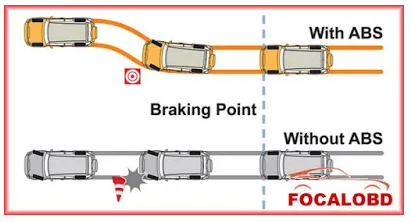 With ABS
Braking Point
Without ABS
FOCALOBD